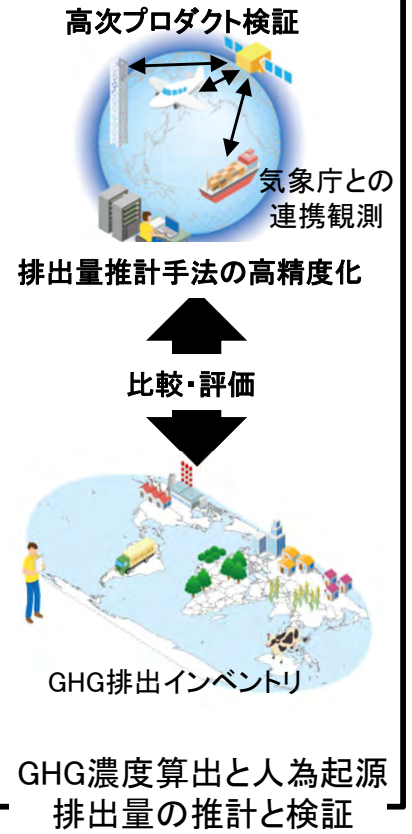 高次プロダクト検証
気象庁との
連携観測
排出量推計手法の高精度化
比較・評価
GHG排出インベントリ
GHG濃度算出と人為起源
排出量の推計と検証